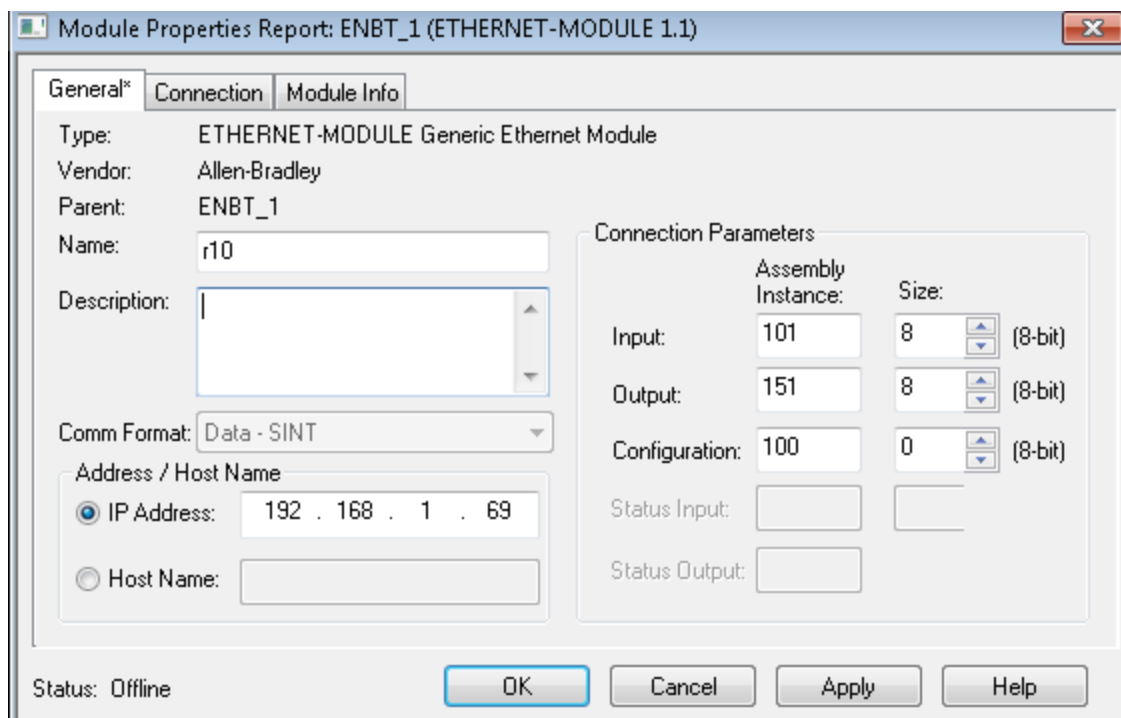 Module Properties Report: ENBT_1 (ETHERNET-MODULE 1.1)
General* Connection Module Info
Type: ETHERNET-MODULE Generic Ethernet Module
Vendor: Allen-Bradley
Parent: ENBT_1
Name: r10
Description:
Comm Format: Data - SINT
Address / Host Name
IP Address: 192 . 168 . 1 . 69
Host Name:
Connection Parameters
Assembly
Instance: Size:
Input: 101 8 (8-bit)
Output: 151 8 (8-bit)
Configuration: 100 0 (8-bit)
Status Input:
Status Output:
Status: Offline
OK Cancel Apply Help